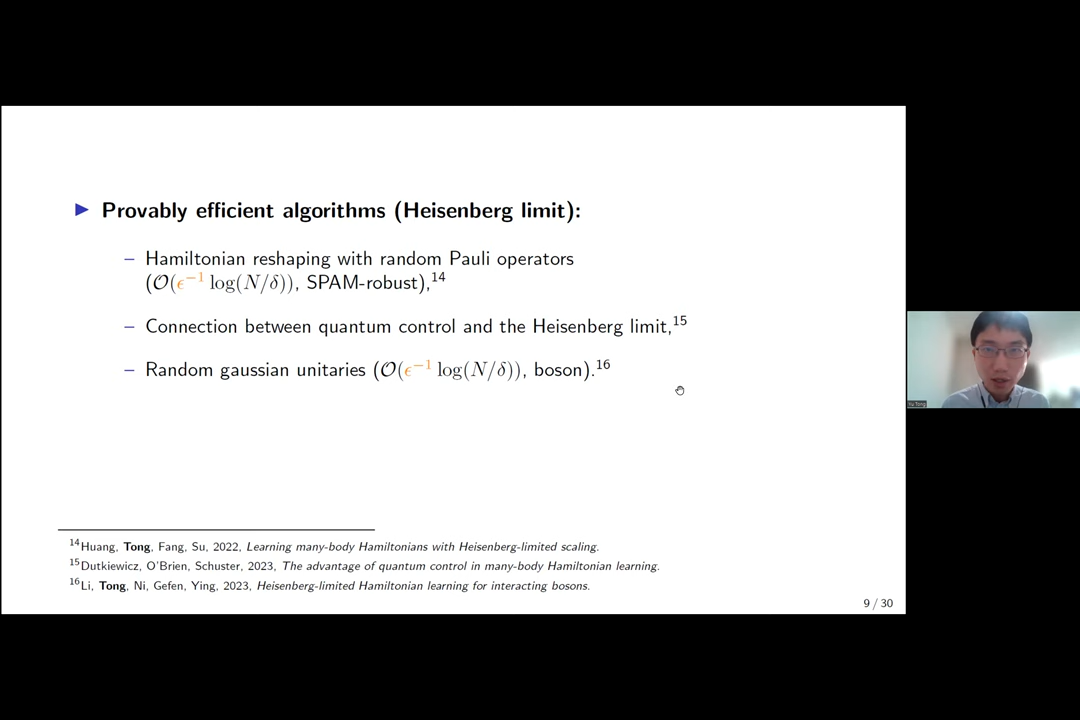 ▶ Provably efficient algorithms (Heisenberg limit):
– Hamiltonian reshaping with random Pauli operators
(𝒪(ϵ⁻¹ log(N/δ)), SPAM-robust),¹⁴
– Connection between quantum control and the Heisenberg limit,¹⁵
– Random gaussian unitaries (𝒪(ϵ⁻¹ log(N/δ)), boson).¹⁶
¹⁴Huang, Tong, Fang, Su, 2022, Learning many-body Hamiltonians with Heisenberg-limited scaling.
¹⁵Dutkiewicz, O'Brien, Schuster, 2023, The advantage of quantum control in many-body Hamiltonian learning.
¹⁶Li, Tong, Ni, Gefen, Ying, 2023, Heisenberg-limited Hamiltonian learning for interacting bosons.
9 / 30
Yu Tong